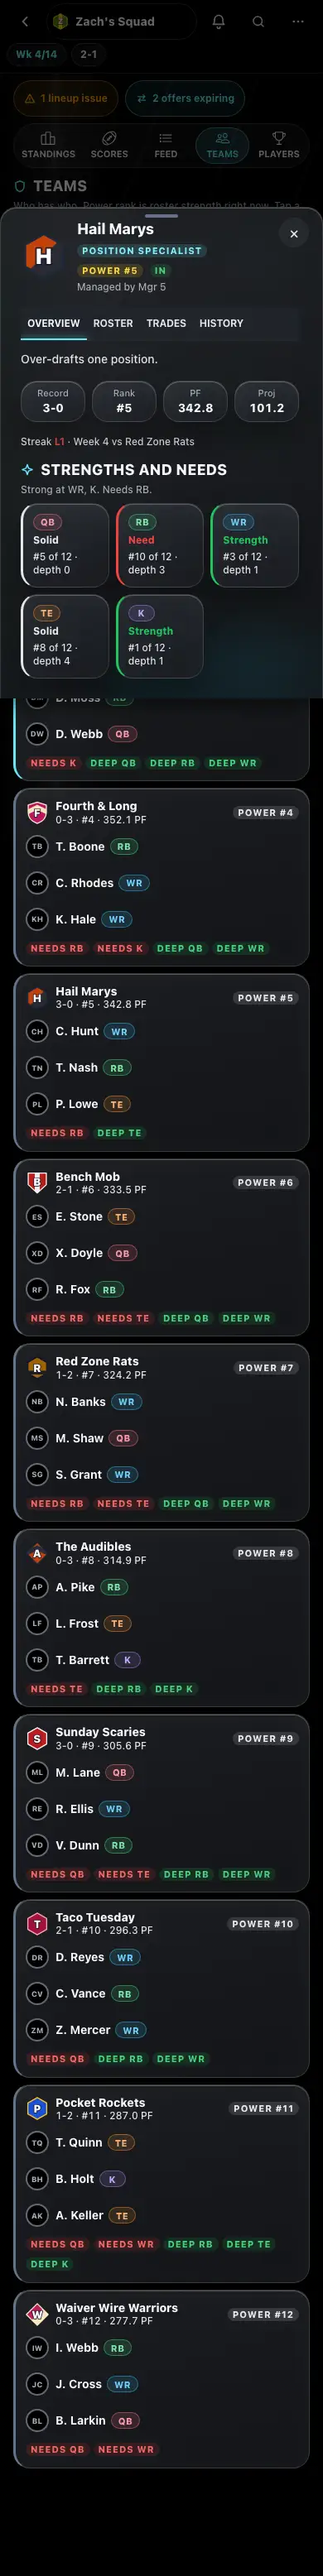 Zach's Squad
Wk 4/14
2-1
1 lineup issue
2 offers expiring
STANDINGS
SCORES
FEED
TEAMS
PLAYERS
TEAMS
Who has what. Power rank is roster strength right now. Tap a
H
Hail Marys
POSITION SPECIALIST
POWER #5 IN
Managed by Mgr 5
OVERVIEW ROSTER TRADES HISTORY
Over-drafts one position.
Record
3-0
Rank
#5
PF
342.8
Proj
101.2
Streak L1 · Week 4 vs Red Zone Rats
STRENGTHS AND NEEDS
Strong at WR, K. Needs RB.
QB
Solid
#5 of 12 ·
depth 0
RB
Need
#10 of 12 ·
depth 3
WR
Strength
#3 of 12 ·
depth 1
TE
Solid
#8 of 12 ·
depth 4
K
Strength
#1 of 12 ·
depth 1
D. Moss RB
DW D. Webb QB
NEEDS K DEEP QB DEEP RB DEEP WR
F Fourth & Long
0-3 · #4 · 352.1 PF
POWER #4
TB T. Boone RB
CR C. Rhodes WR
KH K. Hale WR
NEEDS RB NEEDS K DEEP QB DEEP WR
H Hail Marys
3-0 · #5 · 342.8 PF
POWER #5
CH C. Hunt WR
TN T. Nash RB
PL P. Lowe TE
NEEDS RB DEEP TE
B Bench Mob
2-1 · #6 · 333.5 PF
POWER #6
ES E. Stone TE
XD X. Doyle QB
RF R. Fox RB
NEEDS RB NEEDS TE DEEP QB DEEP WR
R Red Zone Rats
1-2 · #7 · 324.2 PF
POWER #7
NB N. Banks WR
MS M. Shaw QB
SG S. Grant WR
NEEDS RB NEEDS TE DEEP QB DEEP WR
A The Audibles
0-3 · #8 · 314.9 PF
POWER #8
AP A. Pike RB
LF L. Frost TE
TB T. Barrett K
NEEDS TE DEEP RB DEEP K
S Sunday Scaries
3-0 · #9 · 305.6 PF
POWER #9
ML M. Lane QB
RE R. Ellis WR
VD V. Dunn RB
NEEDS QB NEEDS TE DEEP RB DEEP WR
T Taco Tuesday
2-1 · #10 · 296.3 PF
POWER #10
DR D. Reyes WR
CV C. Vance RB
ZM Z. Mercer WR
NEEDS QB DEEP RB DEEP WR
P Pocket Rockets
1-2 · #11 · 287.0 PF
POWER #11
TQ T. Quinn TE
BH B. Holt K
AK A. Keller TE
NEEDS QB NEEDS WR DEEP RB DEEP TE
DEEP K
W Waiver Wire Warriors
0-3 · #12 · 277.7 PF
POWER #12
IW I. Webb RB
JC J. Cross WR
BL B. Larkin QB
NEEDS QB NEEDS WR